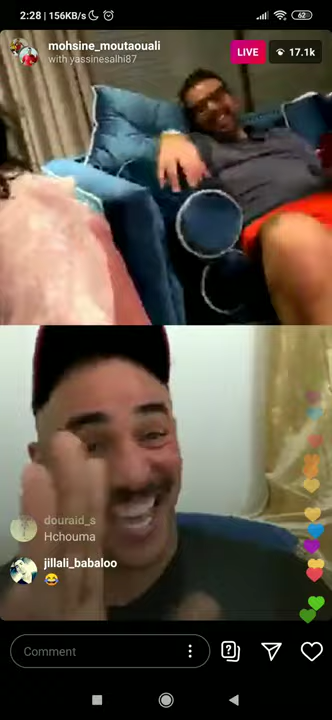 2:28 | 156KB/s
62
mohsine_moutaouali
with yassinesalhi87
LIVE
17.1k
douraid_s
Hchouma
jillali_babaloo
😂
Comment